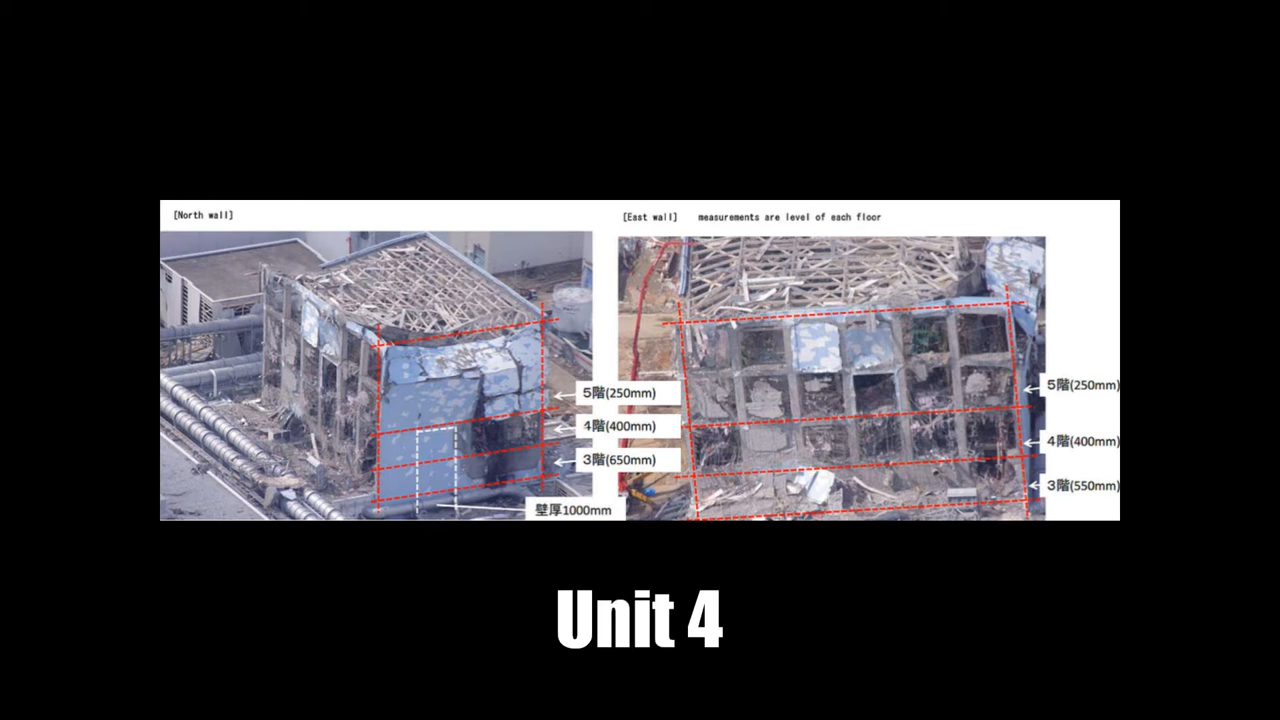 [North wall]
[East wall] measurements are level of each floor
5階(250mm)
4階(400mm)
3階(650mm)
壁厚1000mm
5階(250mm)
4階(400mm)
3階(550mm)
Unit 4